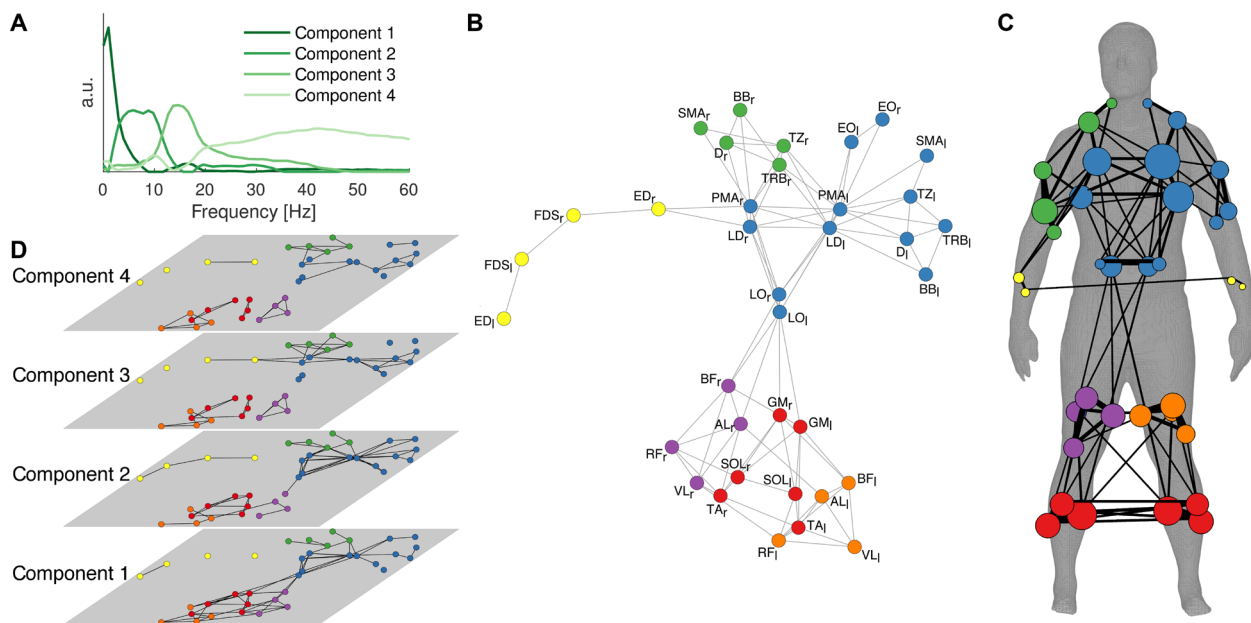 A
Component 1
Component 2
Component 3
Component 4
a.u.
0 10 20 30 40 50 60
Frequency [Hz]
B
BBr
SMAr
Dr
TZr
TRBr
EOr
EOl
SMAl
EDr
FDSr
PMAr
PMAl
TZl
LDr
LDl
Dl
TRBl
FDSl
BBl
LOr
LOl
EDl
BFr
GMr
ALr
GMl
RFr
SOLr
SOLl
BFl
VLr
TAr
ALl
TAl
RFl
VLl
C
D
Component 4
Component 3
Component 2
Component 1